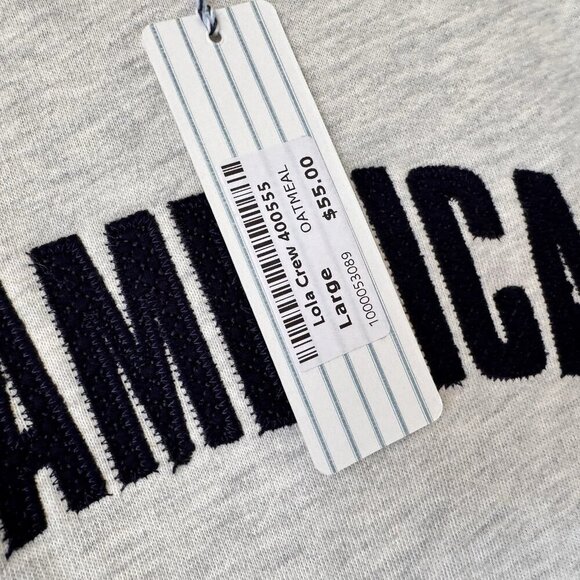 AMERICA
Lola Crew 400555
OATMEAL
Large $55.00
1000053089